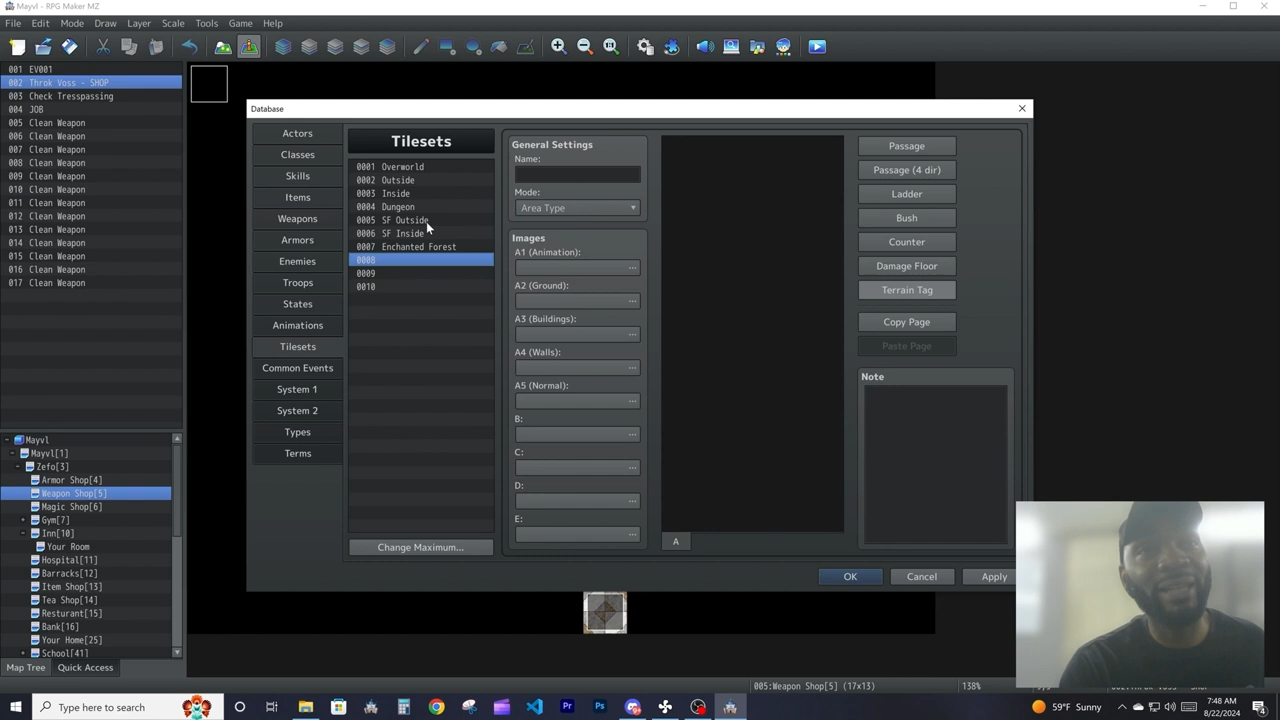 Mayvl - RPG Maker MZ
File Edit Mode Draw Layer Scale Tools Game Help
001 EV001
002 Throk Voss - SHOP
003 Check Tresspassing
004 JOB
005 Clean Weapon
006 Clean Weapon
007 Clean Weapon
008 Clean Weapon
009 Clean Weapon
010 Clean Weapon
011 Clean Weapon
012 Clean Weapon
013 Clean Weapon
014 Clean Weapon
015 Clean Weapon
016 Clean Weapon
017 Clean Weapon
Mayvl
Mayvl[1]
Zefo[3]
Armor Shop[4]
Weapon Shop[5]
Magic Shop[6]
Gym[7]
Inn[10]
Your Room
Hospital[11]
Barracks[12]
Item Shop[13]
Tea Shop[14]
Resturant[15]
Bank[16]
Your Home[25]
School[41]
Map Tree Quick Access
Database
Actors
Classes
Skills
Items
Weapons
Armors
Enemies
Troops
States
Animations
Tilesets
Common Events
System 1
System 2
Types
Terms
Tilesets
0001 Overworld
0002 Outside
0003 Inside
0004 Dungeon
0005 SF Outside
0006 SF Inside
0007 Enchanted Forest
0008
0009
0010
Change Maximum...
General Settings
Name:
Mode:
Area Type
Images
A1 (Animation):
...
A2 (Ground):
...
A3 (Buildings):
...
A4 (Walls):
...
A5 (Normal):
...
B:
...
C:
...
D:
...
E:
...
A
Passage
Passage (4 dir)
Ladder
Bush
Counter
Damage Floor
Terrain Tag
Copy Page
Paste Page
Note
OK Cancel Apply
005:Weapon Shop[5] (17x13) 138%
Type here to search
59°F Sunny
7:48 AM
8/22/2024